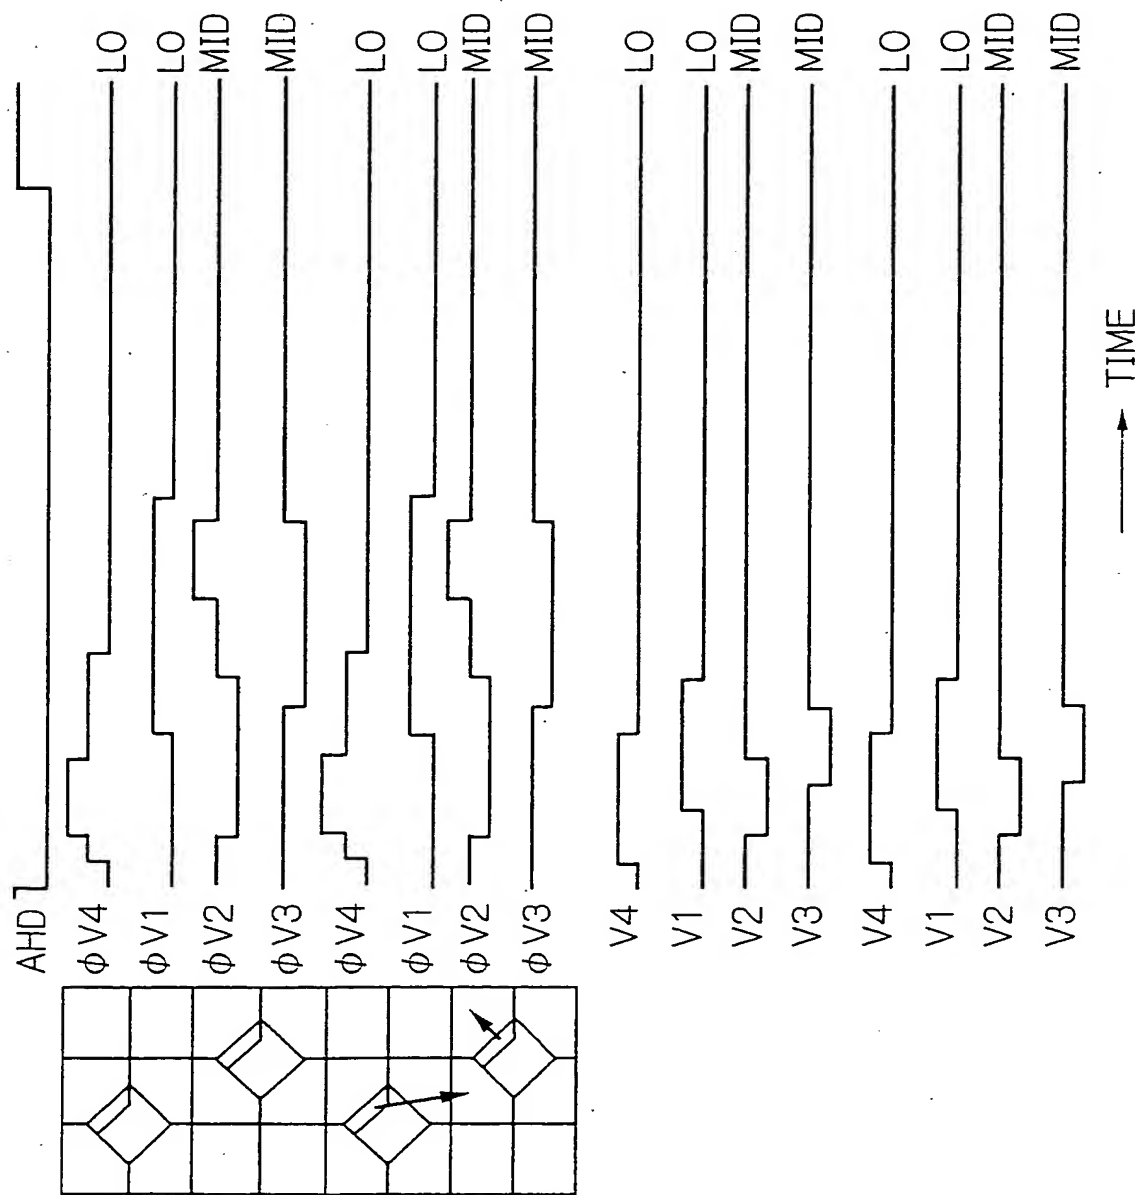 AHD
φV4 LO
φV1 LO
φV2 MID
φV3 MID
φV4 LO
φV1 LO
φV2 MID
φV3 MID
V4 LO
V1 LO
V2 MID
V3 MID
V4 LO
V1 LO
V2 MID
V3 MID
TIME